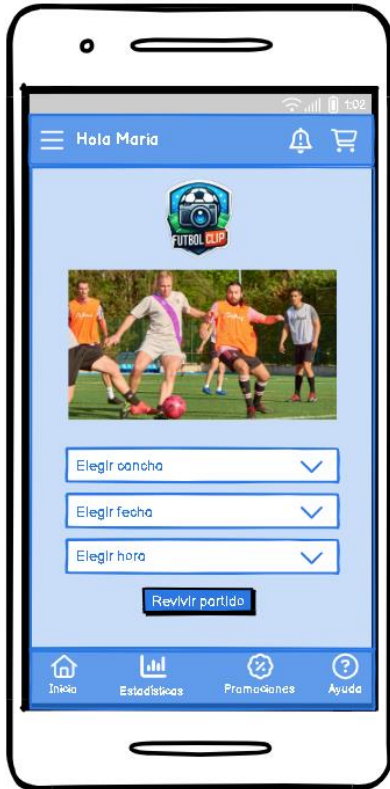 1:02
Hola Maria
FUTBOL CLIP
Elegir cancha
Elegir fecha
Elegir hora
Revivir partido
Inicio
Estadísticas
Promociones
Ayuda